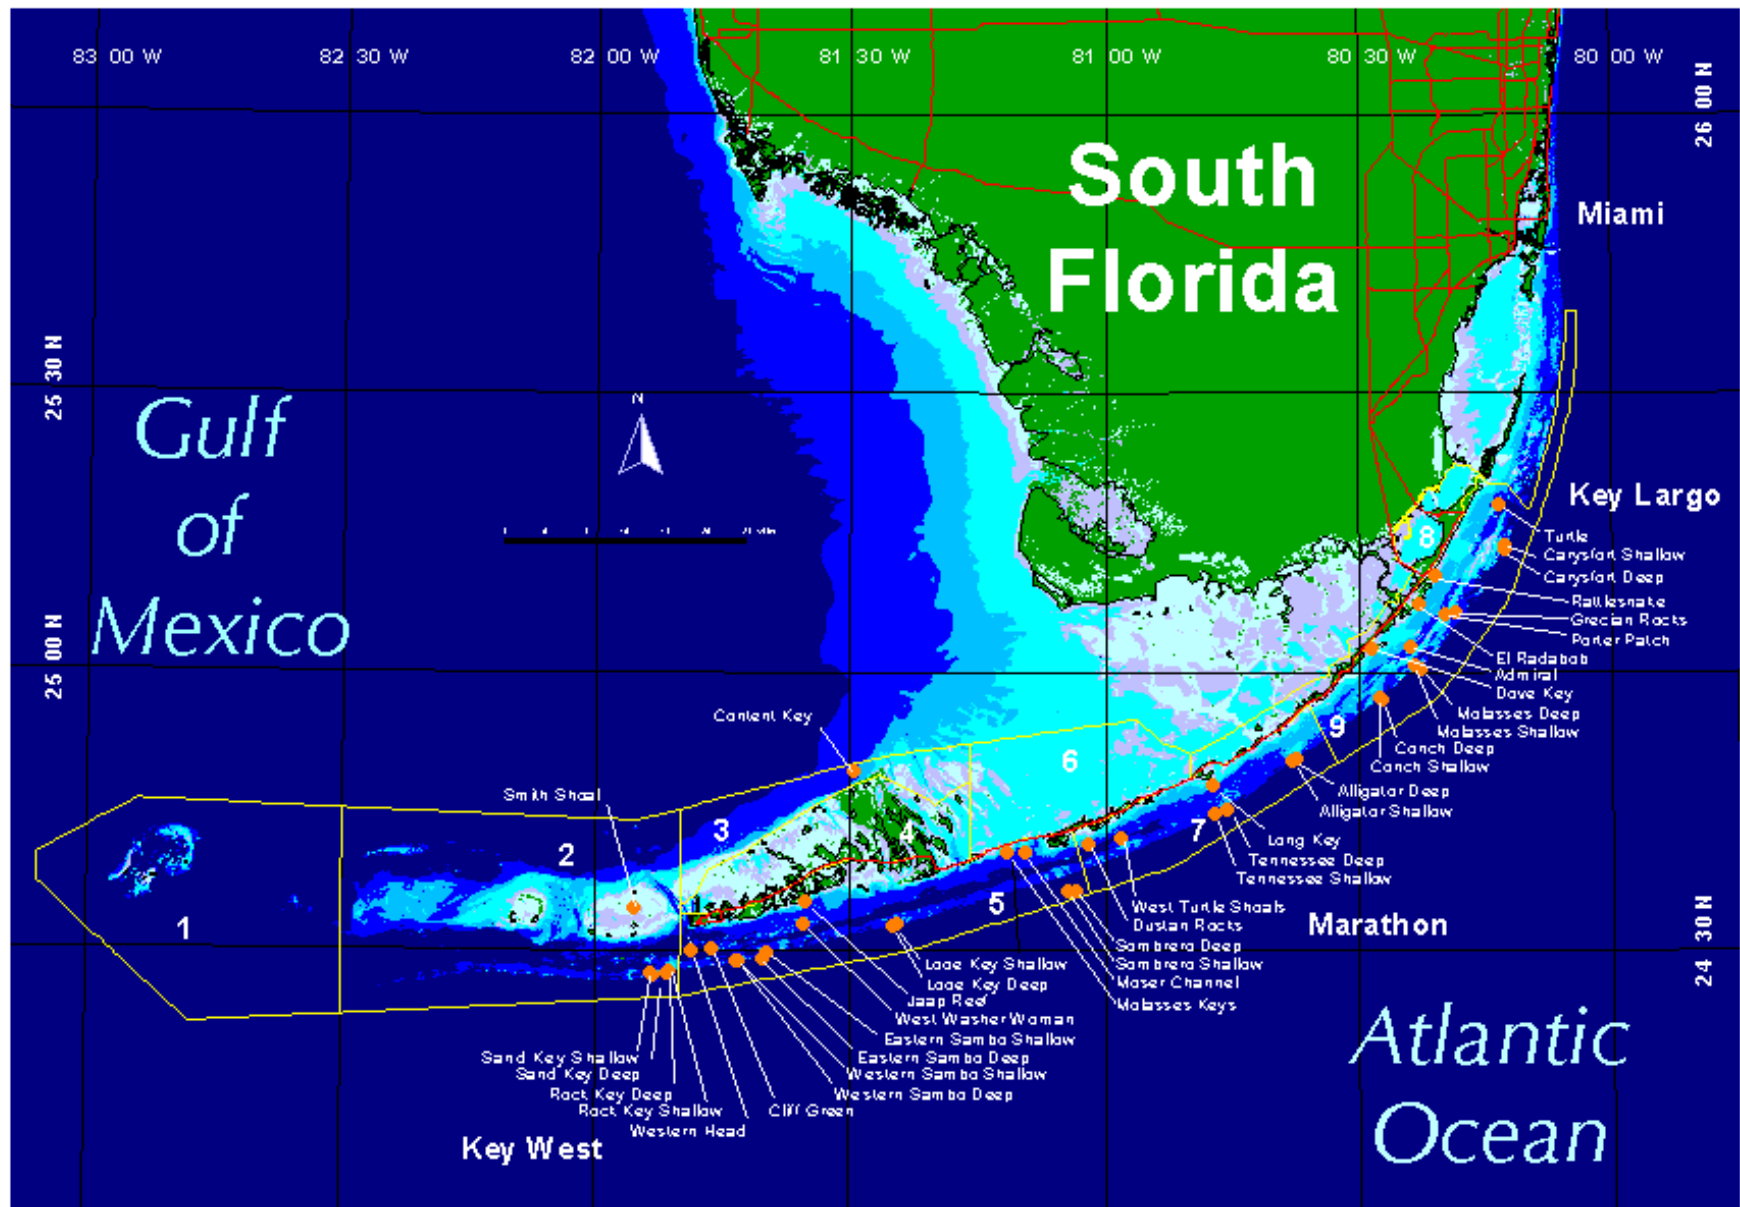 83 00 W
82 30 W
82 00 W
81 30 W
81 00 W
80 30 W
80 00 W
26 00 N
South
Florida
Miami
25 30 N
Gulf
of
Mexico
N
Key Largo
Turtle
Carysfort Shallow
Carysfort Deep
8
Rattlesnake
Grecian Rocks
Porter Patch
25 00 N
El Radabob
Admiral
Dove Key
Molasses Deep
Molasses Shallow
Conch Deep
Conch Shallow
Content Key
9
6
Alligator Deep
Alligator Shallow
Smith Shoal
3
4
7
Long Key
Tennessee Deep
Tennessee Shallow
2
5
1
West Turtle Shoals
Dustan Rocks
Marathon
24 30 N
Sombrero Deep
Sombrero Shallow
Moser Channel
Molasses Keys
Looe Key Shallow
Looe Key Deep
Jaap Reef
West Washer Woman
Eastern Sambo Shallow
Eastern Sambo Deep
Western Sambo Shallow
Western Sambo Deep
Sand Key Shallow
Sand Key Deep
Rock Key Deep
Rock Key Shallow
Cliff Green
Western Head
Key West
Atlantic
Ocean